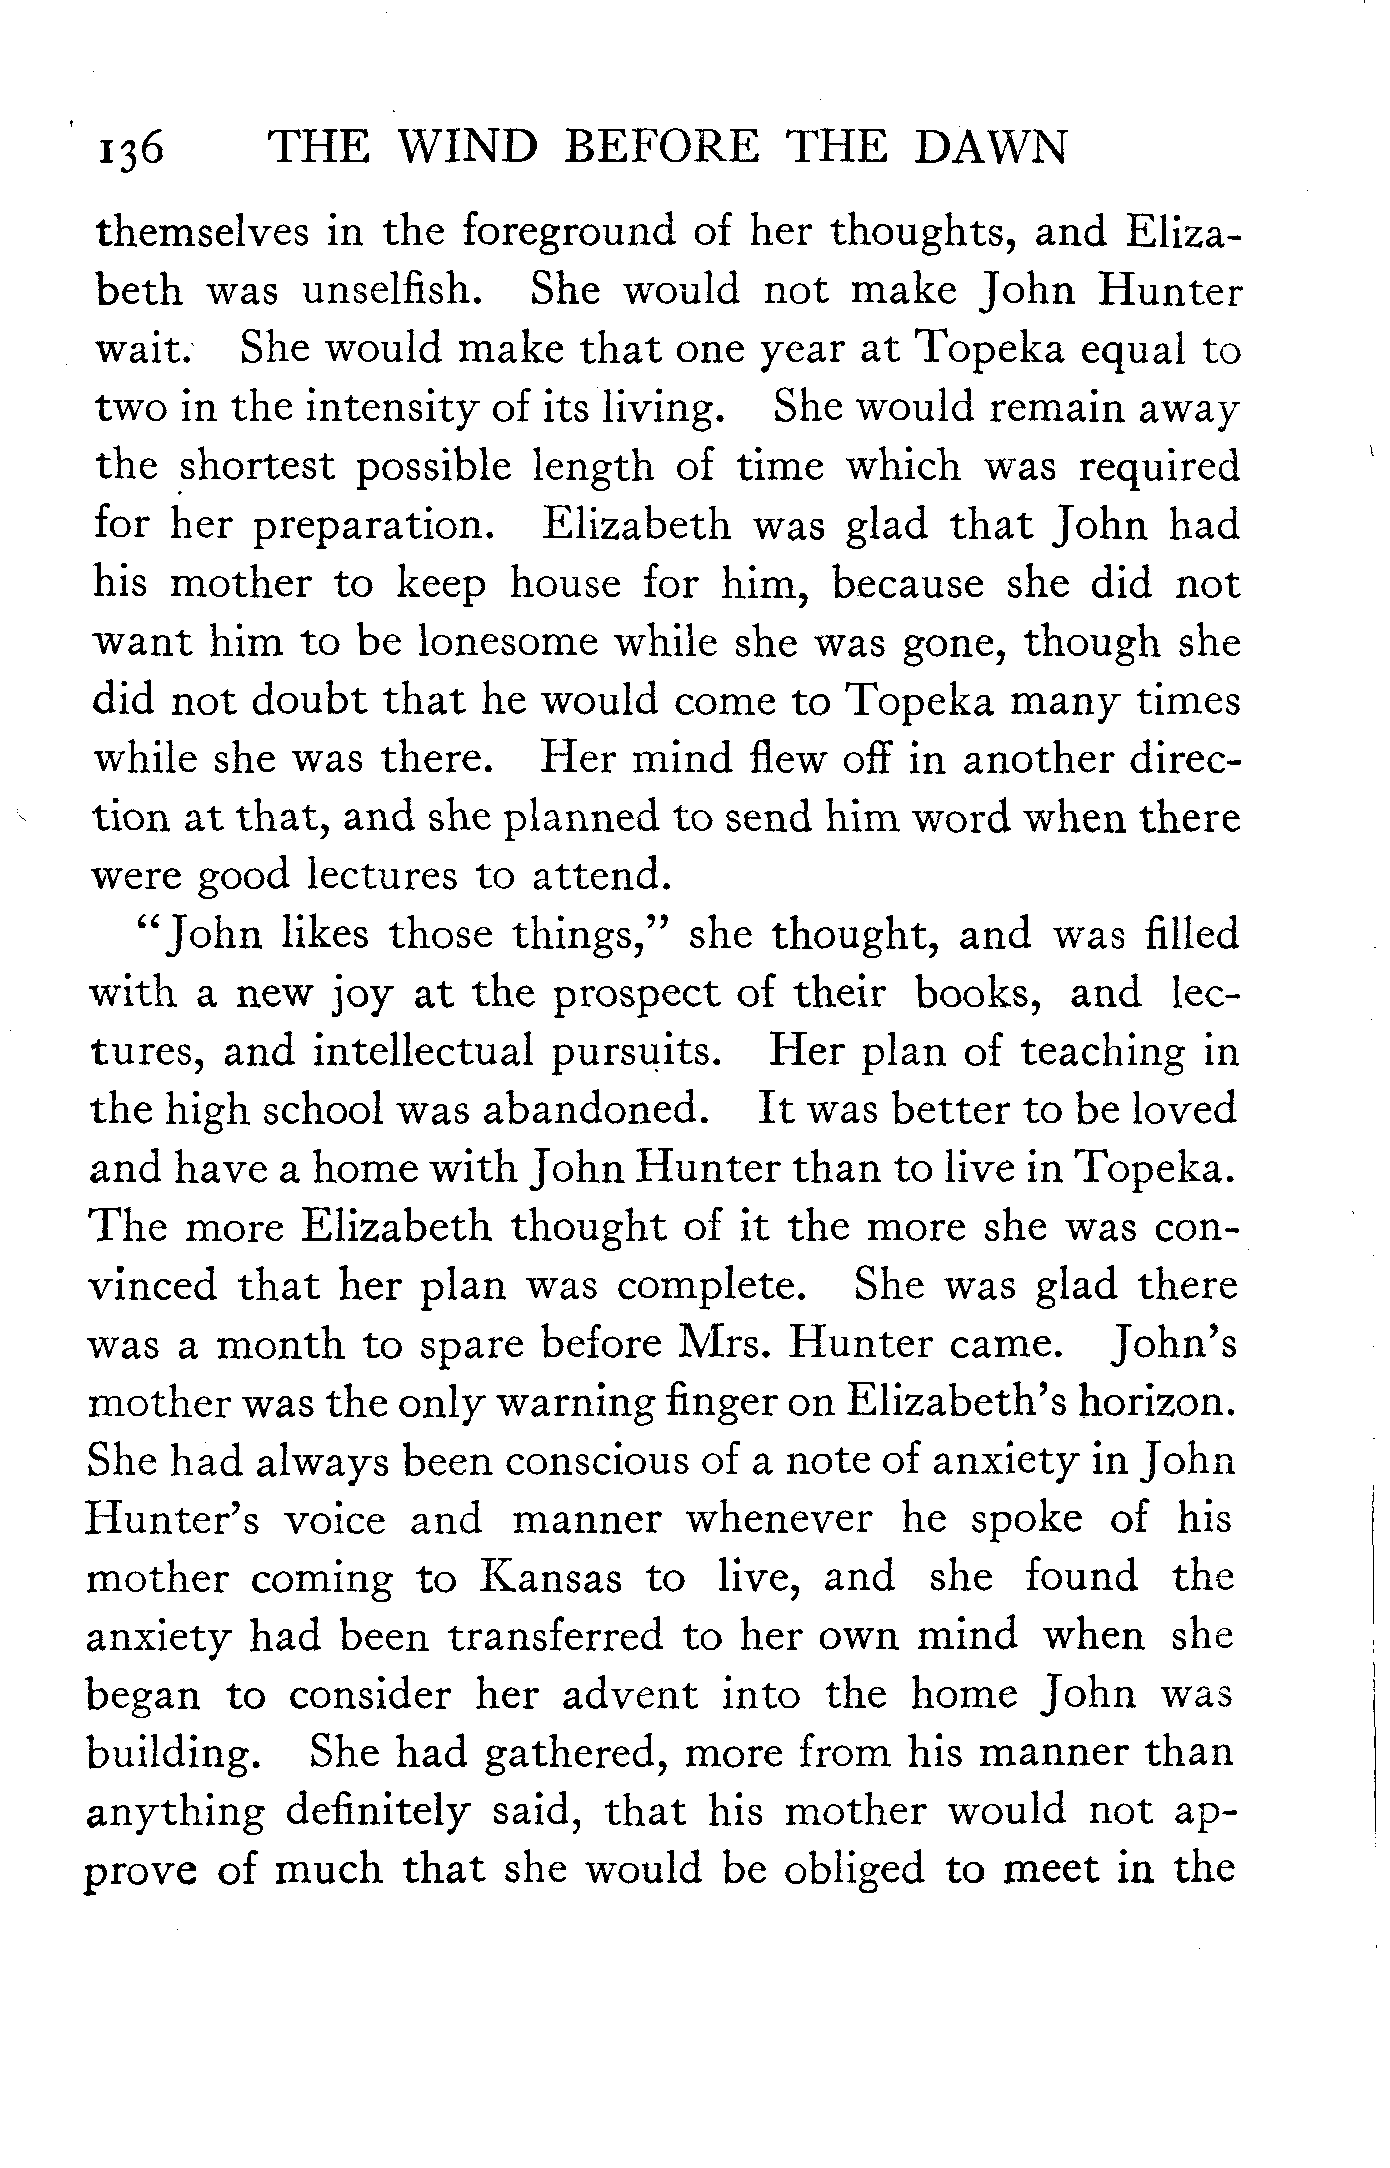 136 THE WIND BEFORE THE DAWN
themselves in the foreground of her thoughts, and Eliza-
beth was unselfish. She would not make John Hunter
wait. She would make that one year at Topeka equal to
two in the intensity of its living. She would remain away
the shortest possible length of time which was required
for her preparation. Elizabeth was glad that John had
his mother to keep house for him, because she did not
want him to be lonesome while she was gone, though she
did not doubt that he would come to Topeka many times
while she was there. Her mind flew off in another direc-
tion at that, and she planned to send him word when there
were good lectures to attend.
“John likes those things,” she thought, and was filled
with a new joy at the prospect of their books, and lec-
tures, and intellectual pursuits. Her plan of teaching in
the high school was abandoned. It was better to be loved
and have a home with John Hunter than to live in Topeka.
The more Elizabeth thought of it the more she was con-
vinced that her plan was complete. She was glad there
was a month to spare before Mrs. Hunter came. John’s
mother was the only warning finger on Elizabeth’s horizon.
She had always been conscious of a note of anxiety in John
Hunter’s voice and manner whenever he spoke of his
mother coming to Kansas to live, and she found the
anxiety had been transferred to her own mind when she
began to consider her advent into the home John was
building. She had gathered, more from his manner than
anything definitely said, that his mother would not ap-
prove of much that she would be obliged to meet in the